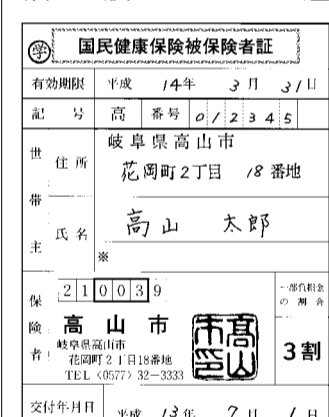 学 国民健康保険被保険者証
有効期限 平成 14年 3月 31日
記号 高 番号 012345
世帯主 住所 岐阜県高山市
花岡町2丁目 18番地
氏名 高山 太郎
※
保険者 210039
高山市
岐阜県高山市
花岡町2丁目18番地
TEL(0577)32-3333
高山市印
一部負担金の割合
3割
交付年月日 平成 13年 7月 1日